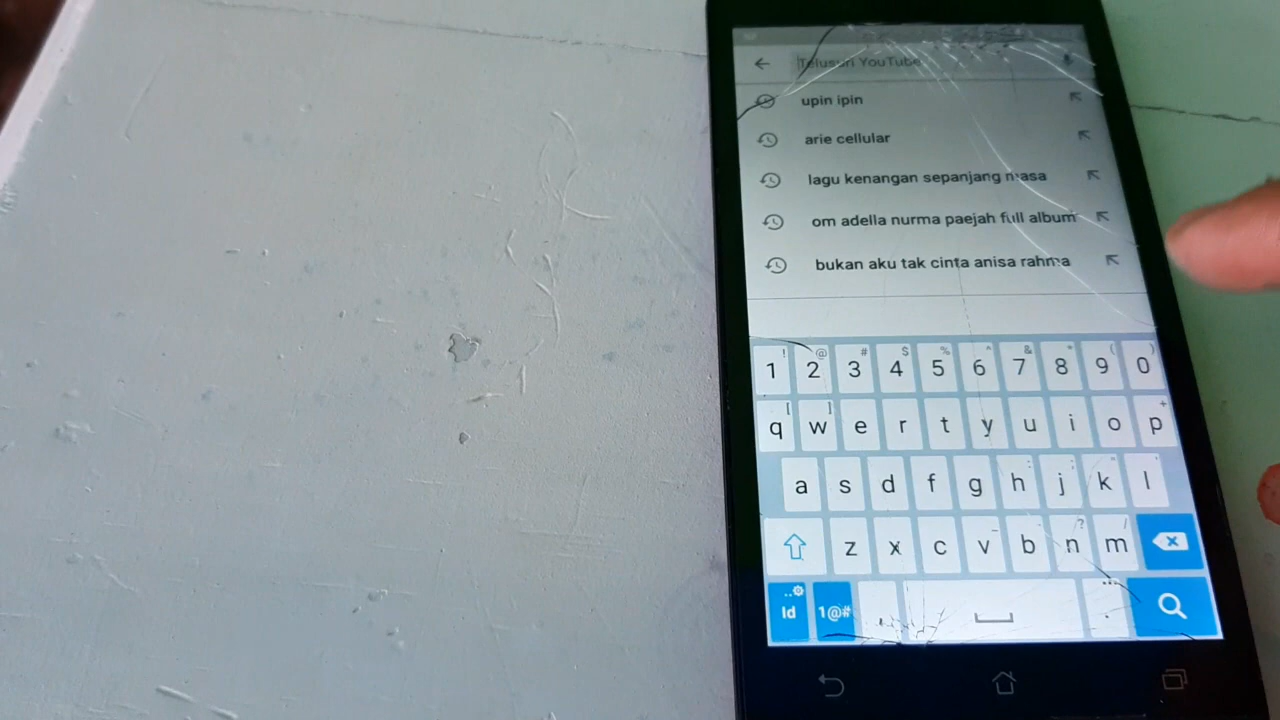 Telusuri YouTube
upin ipin
arie cellular
lagu kenangan sepanjang masa
om adella nurma paejah full album
bukan aku tak cinta anisa rahma
! @ # $ % ^ & * ( )
1 2 3 4 5 6 7 8 9 0
[ ] +
q w e r t y u i o p
a s d f g h j k l
z x c v b n m
Id 1@#